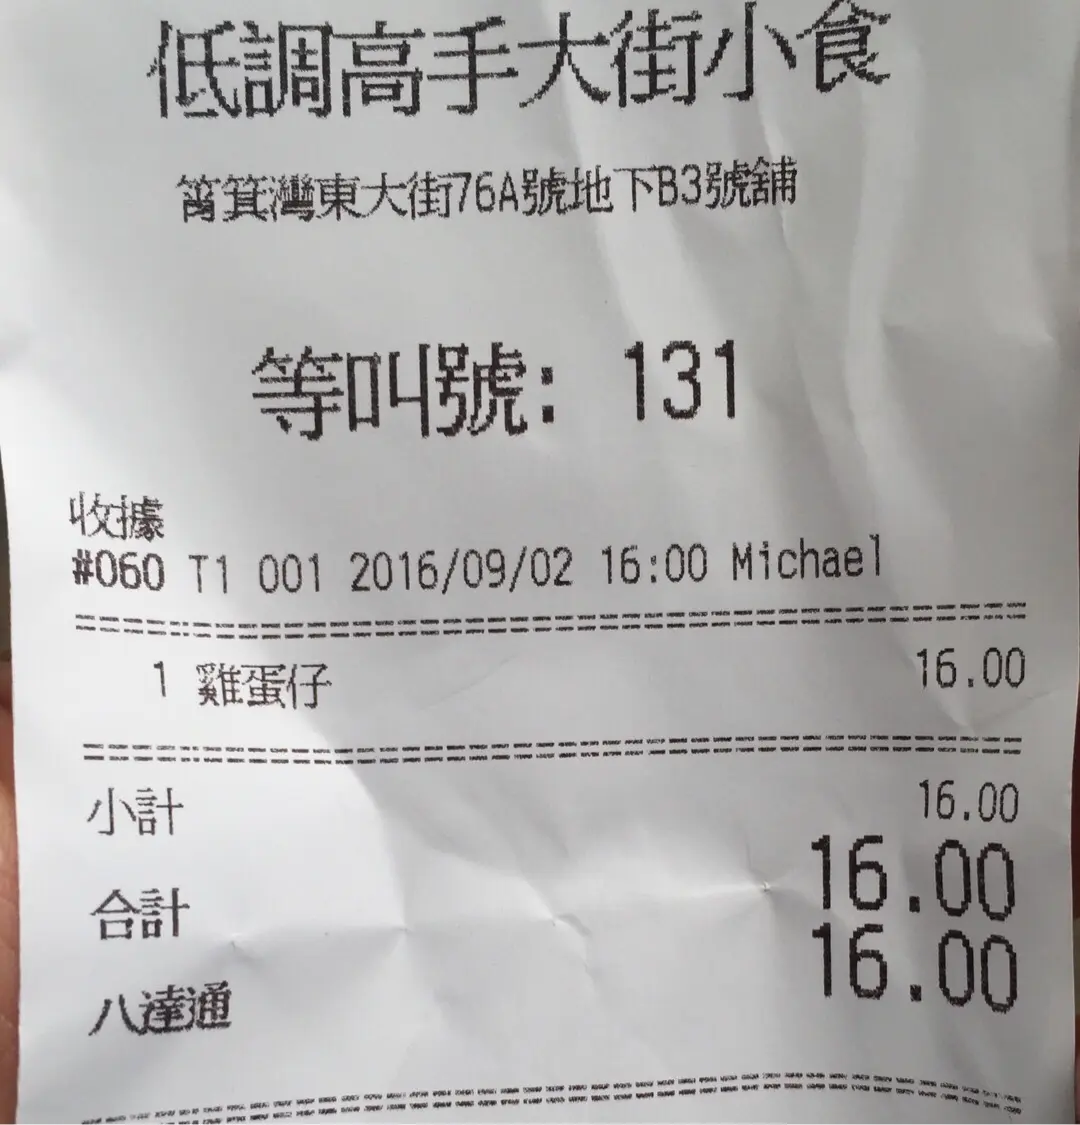 低調高手大街小食
筲箕灣東大街76A號地下B3號舖
等叫號: 131
收據
#060 T1 001 2016/09/02 16:00 Michael
1 雞蛋仔 16.00
小計 16.00
合計 16.00
八達通 16.00